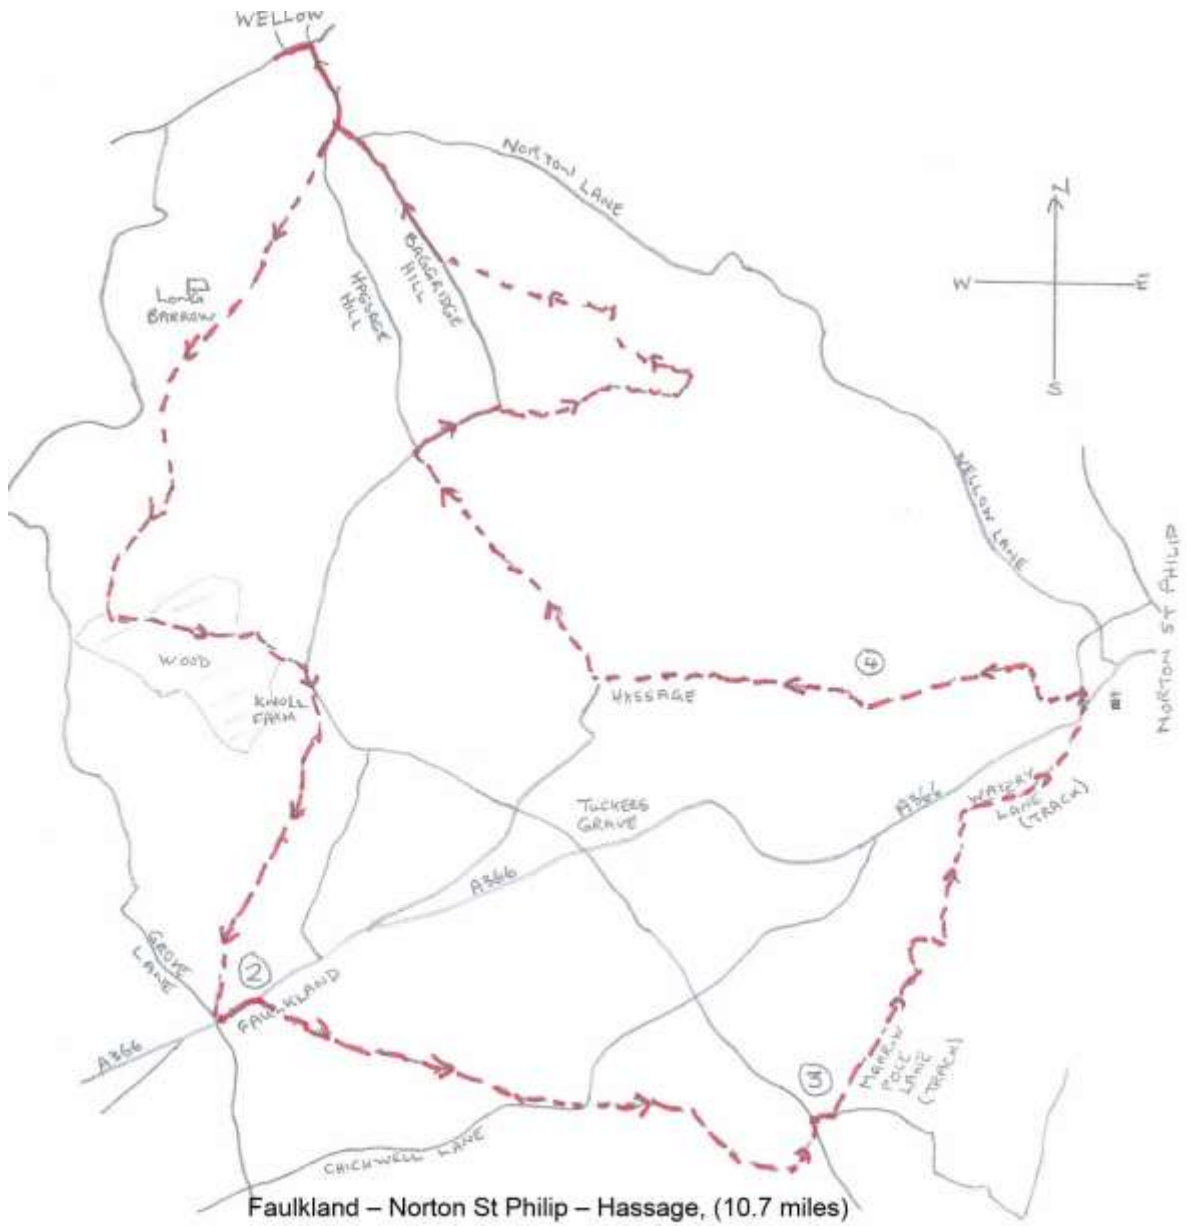 WELLOW
NORTON LANE
N
W
E
S
LONG
BARROW
HASSAGE
HILL
BAGGRIDGE
HILL
WELLOW LANE
NORTON ST PHILIP
WOOD
KNOLL
FARM
HASSAGE
4
A366
WATERY
LANE
(TRACK)
TUCKERS
GRAVE
A366
GROVE
LANE
2
FAULKLAND
A366
3
MARROW
POLE
LANE
(TRACK)
CHICKWELL LANE
Faulkland – Norton St Philip – Hassage, (10.7 miles)